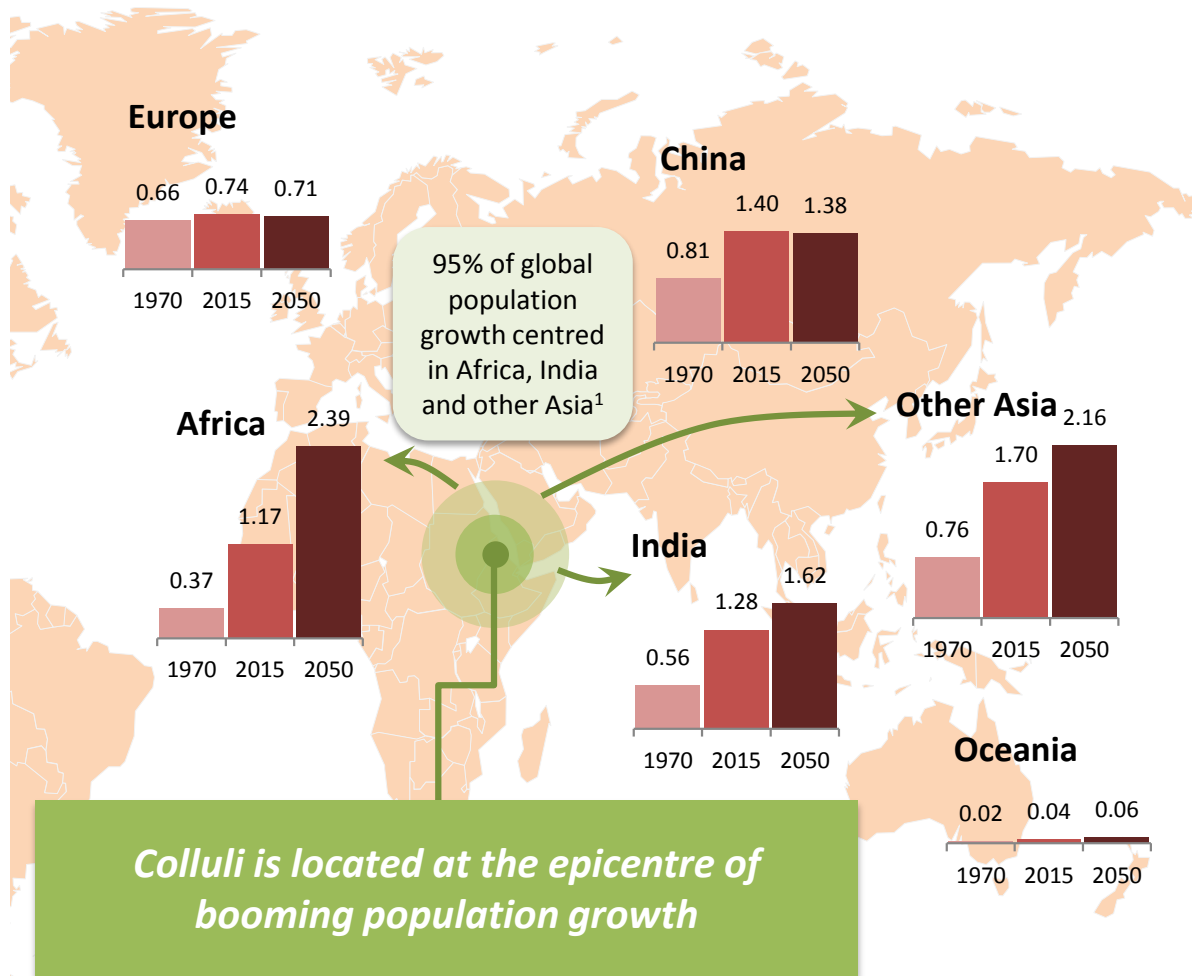 Europe
0.66 0.74 0.71
1970 2015 2050
China
0.81 1.40 1.38
1970 2015 2050
95% of global
population
growth centred
in Africa, India
and other Asia1
Africa
0.37 1.17 2.39
1970 2015 2050
Other Asia
0.76 1.70 2.16
1970 2015 2050
India
0.56 1.28 1.62
1970 2015 2050
Oceania
0.02 0.04 0.06
1970 2015 2050
Colluli is located at the epicentre of
booming population growth